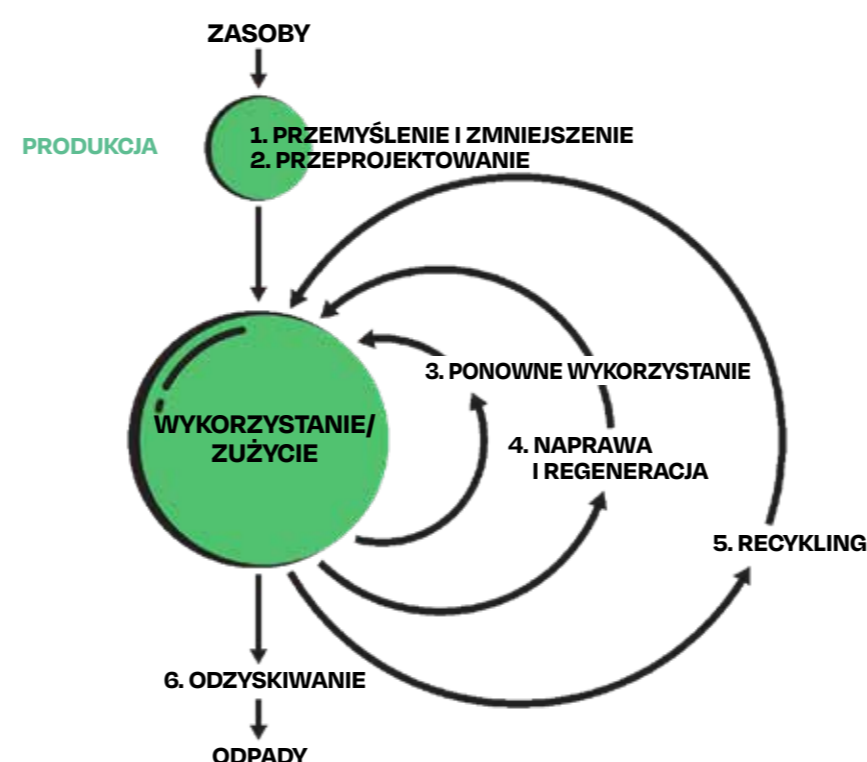 ZASOBY
PRODUKCJA
1. PRZEMYŚLENIE I ZMNIEJSZENIE
2. PRZEPROJEKTOWANIE
3. PONOWNE WYKORZYSTANIE
WYKORZYSTANIE/
ZUŻYCIE
4. NAPRAWA
I REGENERACJA
5. RECYKLING
6. ODZYSKIWANIE
ODPADY